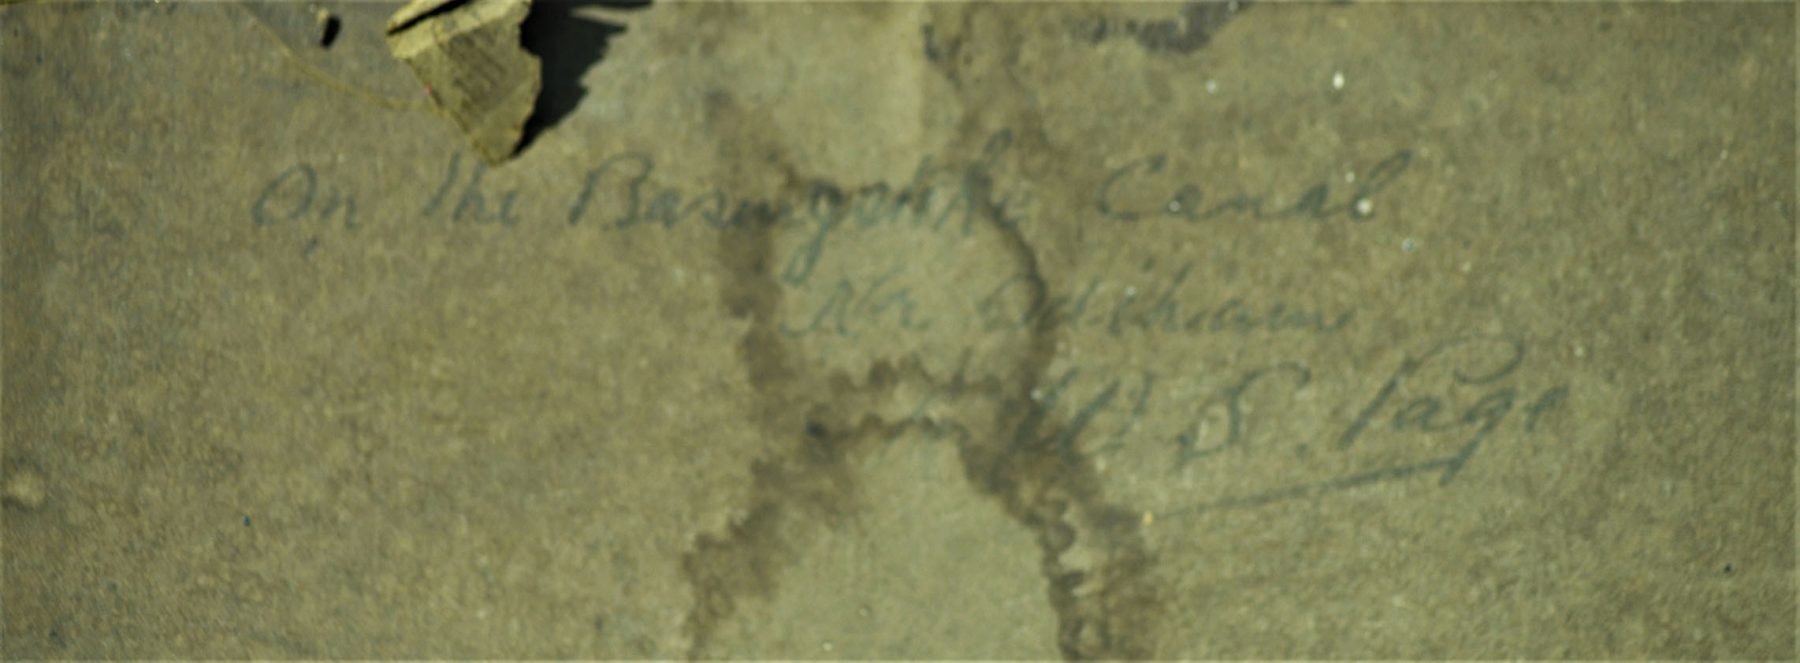 On the Basingstoke Canal
Nr Odiham
W S. Page